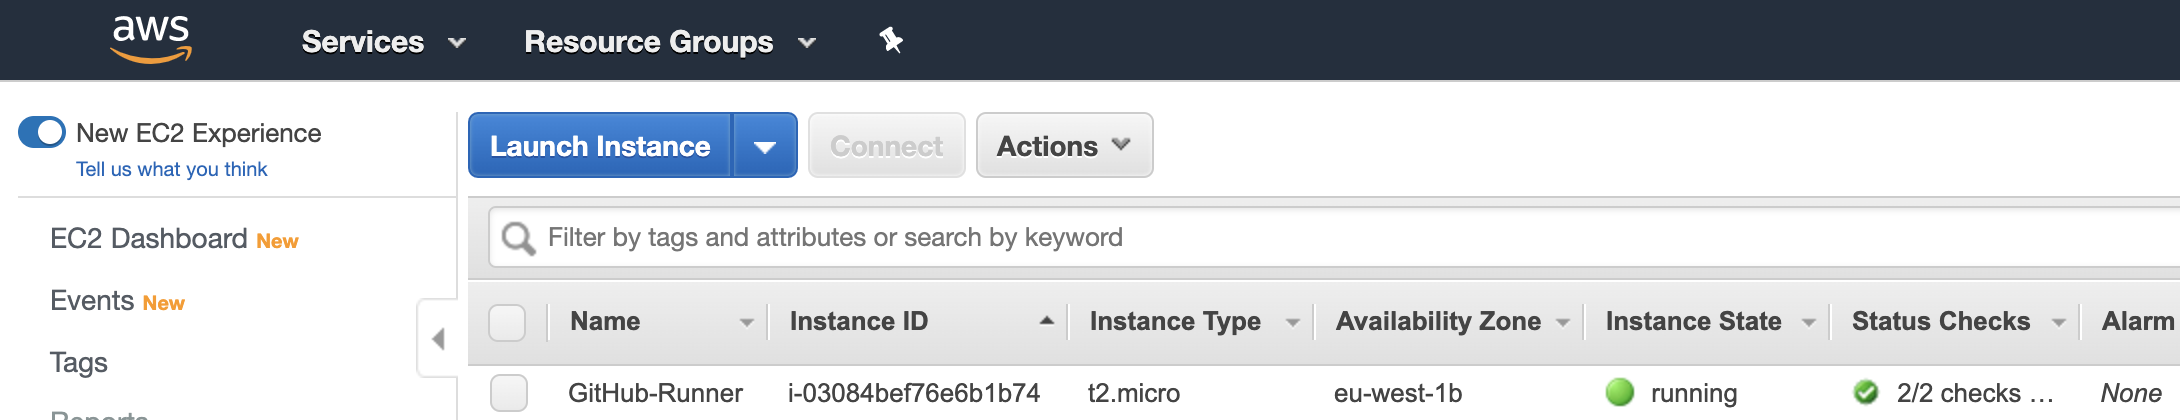 aws Services Resource Groups
New EC2 Experience
Tell us what you think
EC2 Dashboard New
Events New
Tags
Reports
Launch Instance Connect Actions
Filter by tags and attributes or search by keyword
Name Instance ID Instance Type Availability Zone Instance State Status Checks Alarm
GitHub-Runner i-03084bef76e6b1b74 t2.micro eu-west-1b running 2/2 checks ... None